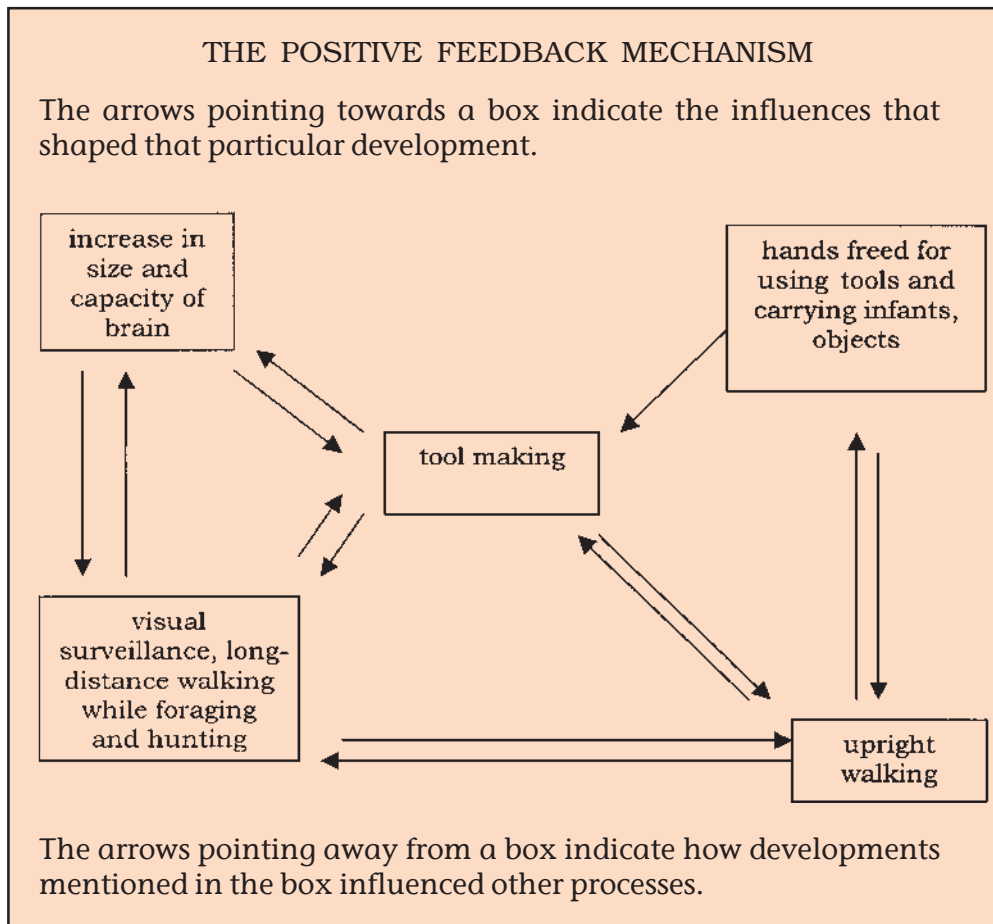 THE POSITIVE FEEDBACK MECHANISM
The arrows pointing towards a box indicate the influences that
shaped that particular development.
increase in
size and
capacity of
brain
hands freed for
using tools and
carrying infants,
objects
tool making
visual
surveillance, long-
distance walking
while foraging
and hunting
upright
walking
The arrows pointing away from a box indicate how developments
mentioned in the box influenced other processes.